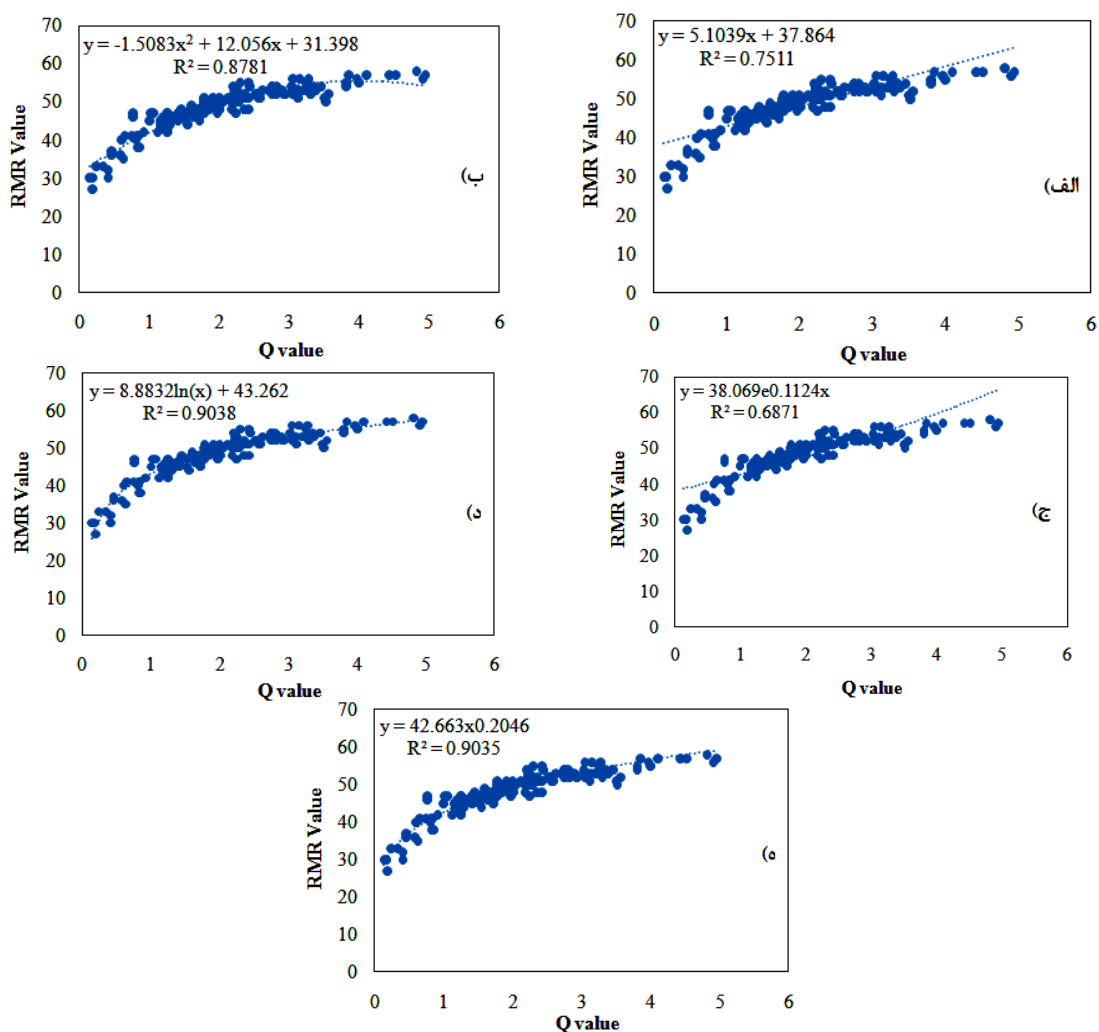 70
y = -1.5083x² + 12.056x + 31.398
R² = 0.8781
60
50
40
30
20
10
0
RMR Value
ب)
0 1 2 3 4 5 6
Q value
70
y = 5.1039x + 37.864
R² = 0.7511
60
50
40
30
20
10
0
RMR Value
الف)
0 1 2 3 4 5 6
Q value
70
y = 8.8832ln(x) + 43.262
R² = 0.9038
60
50
40
30
20
10
0
RMR Value
د)
0 1 2 3 4 5 6
Q value
70
y = 38.069e0.1124x
R² = 0.6871
60
50
40
30
20
10
0
RMR Value
ج)
0 1 2 3 4 5 6
Q value
70
y = 42.663x0.2046
R² = 0.9035
60
50
40
30
20
10
0
RMR Value
ه)
0 1 2 3 4 5 6
Q value